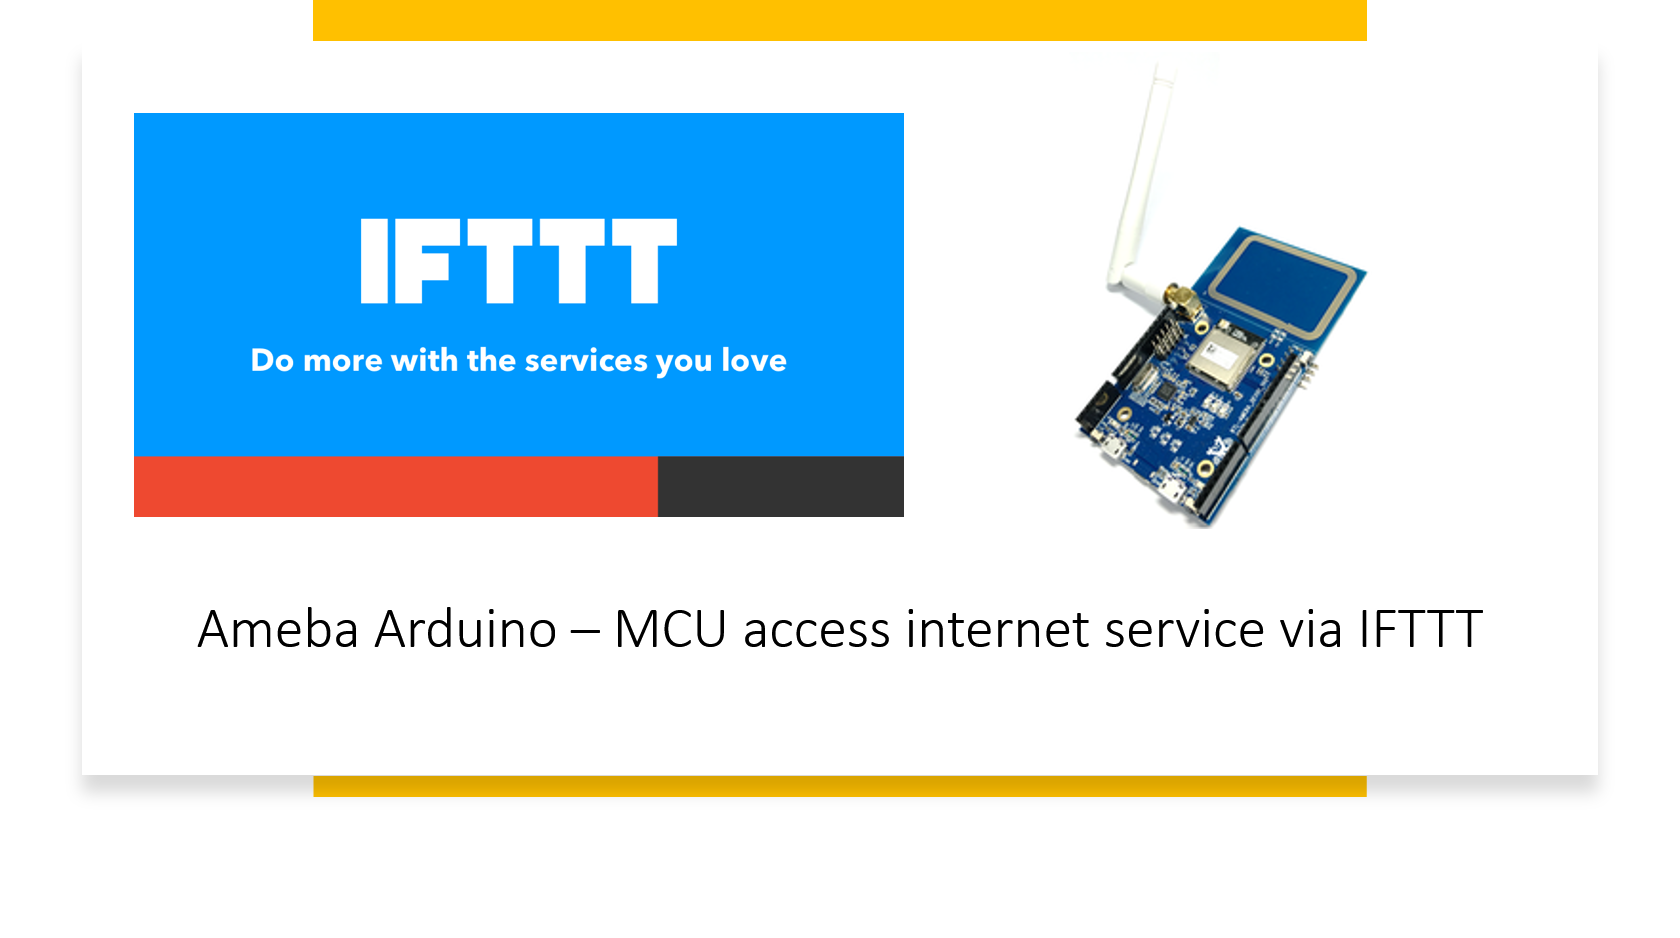 IFTTT
Do more with the services you love
Ameba Arduino – MCU access internet service via IFTTT